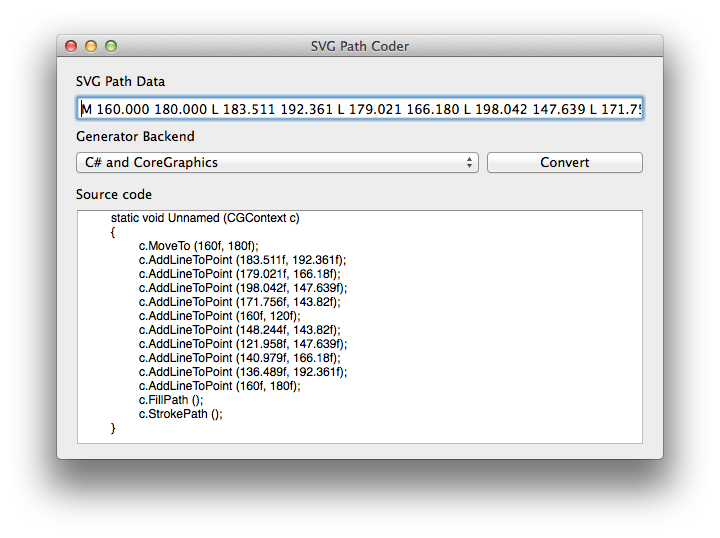 SVG Path Coder
SVG Path Data
M 160.000 180.000 L 183.511 192.361 L 179.021 166.180 L 198.042 147.639 L 171.75
Generator Backend
C# and CoreGraphics
Convert
Source code
static void Unnamed (CGContext c)
{
c.MoveTo (160f, 180f);
c.AddLineToPoint (183.511f, 192.361f);
c.AddLineToPoint (179.021f, 166.18f);
c.AddLineToPoint (198.042f, 147.639f);
c.AddLineToPoint (171.756f, 143.82f);
c.AddLineToPoint (160f, 120f);
c.AddLineToPoint (148.244f, 143.82f);
c.AddLineToPoint (121.958f, 147.639f);
c.AddLineToPoint (140.979f, 166.18f);
c.AddLineToPoint (136.489f, 192.361f);
c.AddLineToPoint (160f, 180f);
c.FillPath ();
c.StrokePath ();
}